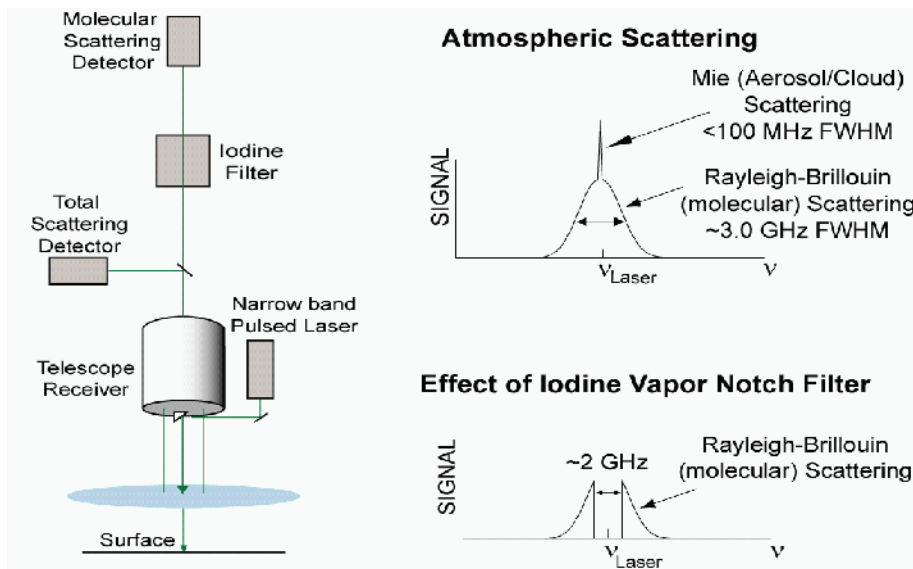 Molecular
Scattering
Detector
Iodine
Filter
Total
Scattering
Detector
Narrow band
Pulsed Laser
Telescope
Receiver
Surface
Atmospheric Scattering
Mie (Aerosol/Cloud)
Scattering
<100 MHz FWHM
SIGNAL
Rayleigh-Brillouin
(molecular) Scattering
~3.0 GHz FWHM
νLaser
ν
Effect of Iodine Vapor Notch Filter
SIGNAL
~2 GHz
Rayleigh-Brillouin
(molecular) Scattering
νLaser
ν